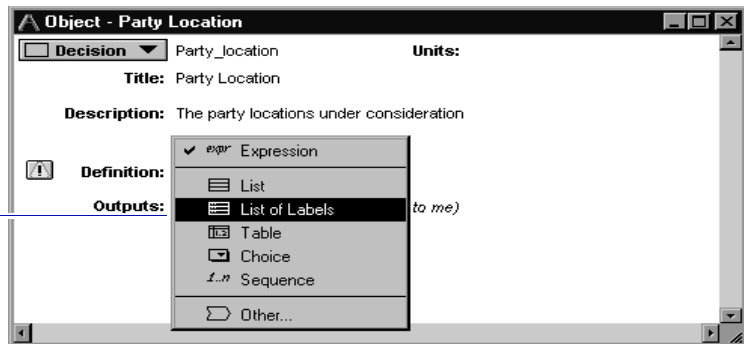 Object - Party Location
Decision Party_location Units:
Title: Party Location
Description: The party locations under consideration
expr Expression
Definition:
List
Outputs: List of Labels to me)
Table
Choice
1..n Sequence
Other...